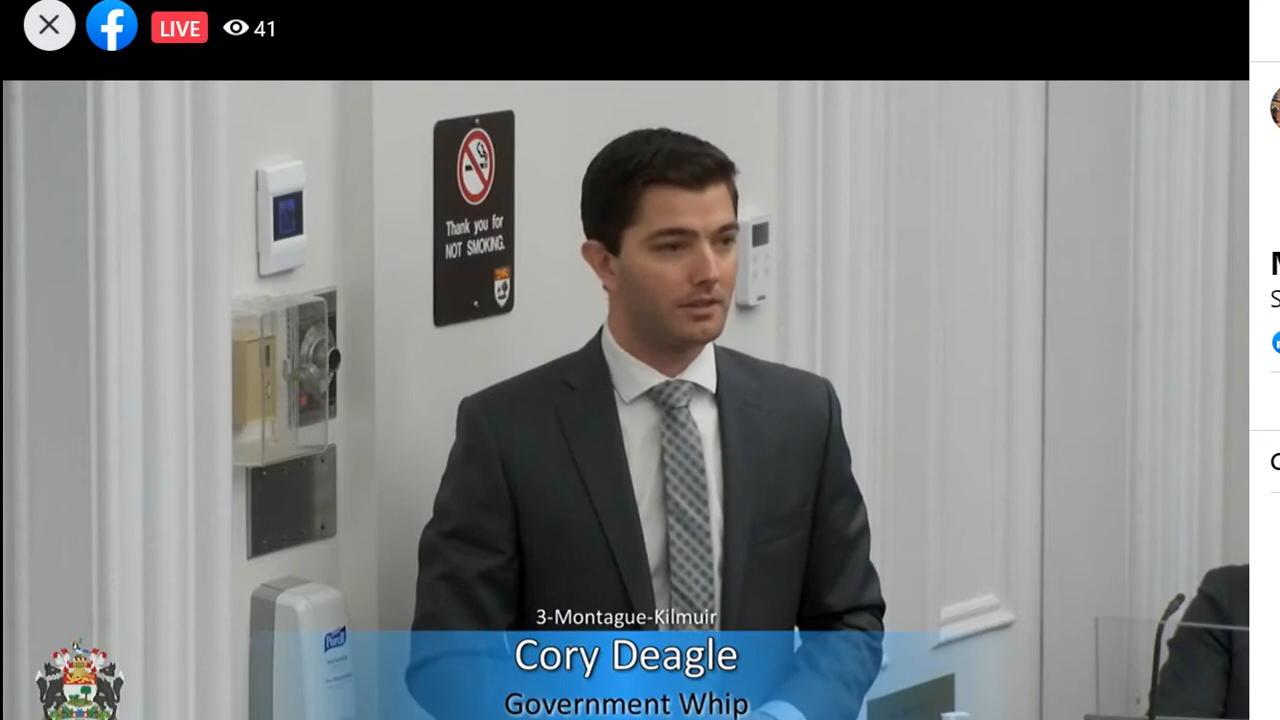 LIVE
41
Thank you for
NOT SMOKING.
3-Montague-Kilmuir
Purell
Cory Deagle
Government Whip